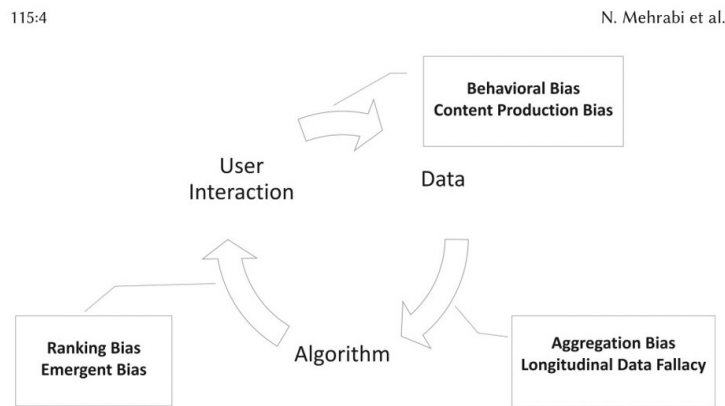 115:4
N. Mehrabi et al.
Behavioral Bias
Content Production Bias
User
Interaction
Data
Ranking Bias
Emergent Bias
Algorithm
Aggregation Bias
Longitudinal Data Fallacy